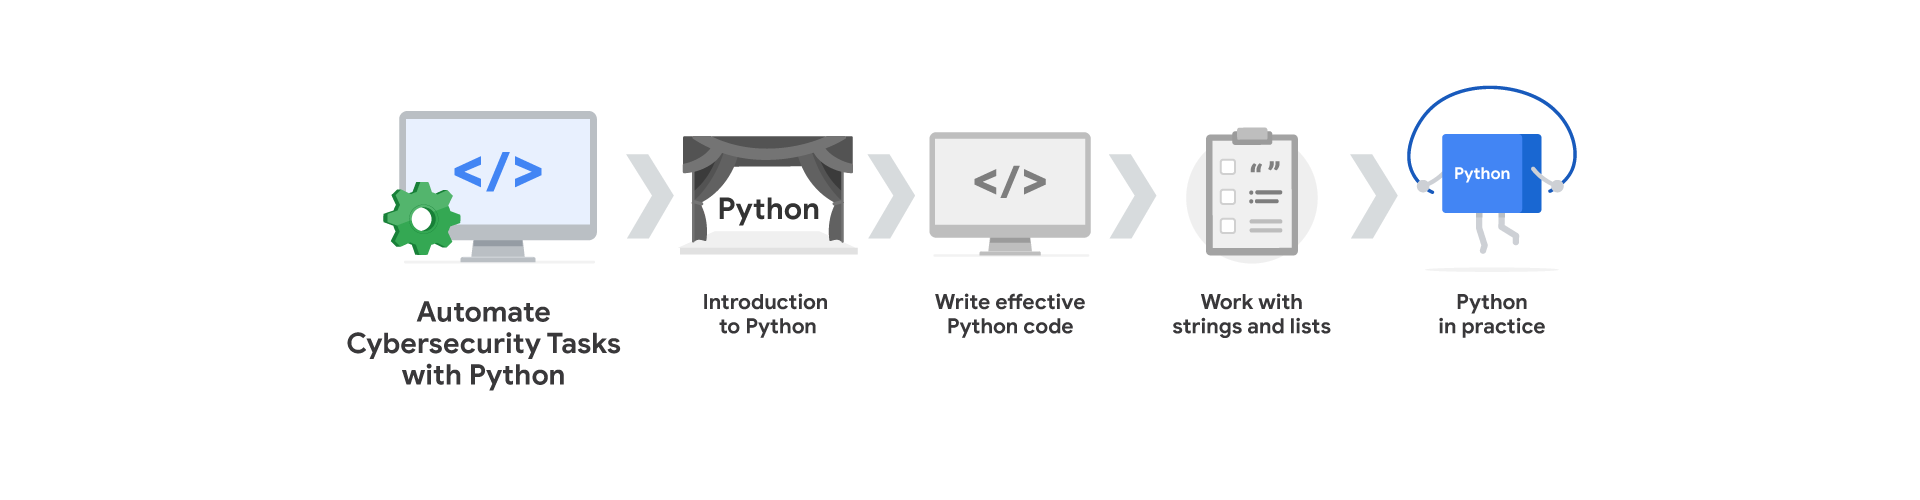 </>
Automate
Cybersecurity Tasks
with Python
Python
Introduction
to Python
</>
Write effective
Python code
“ ”
Work with
strings and lists
Python
Python
in practice